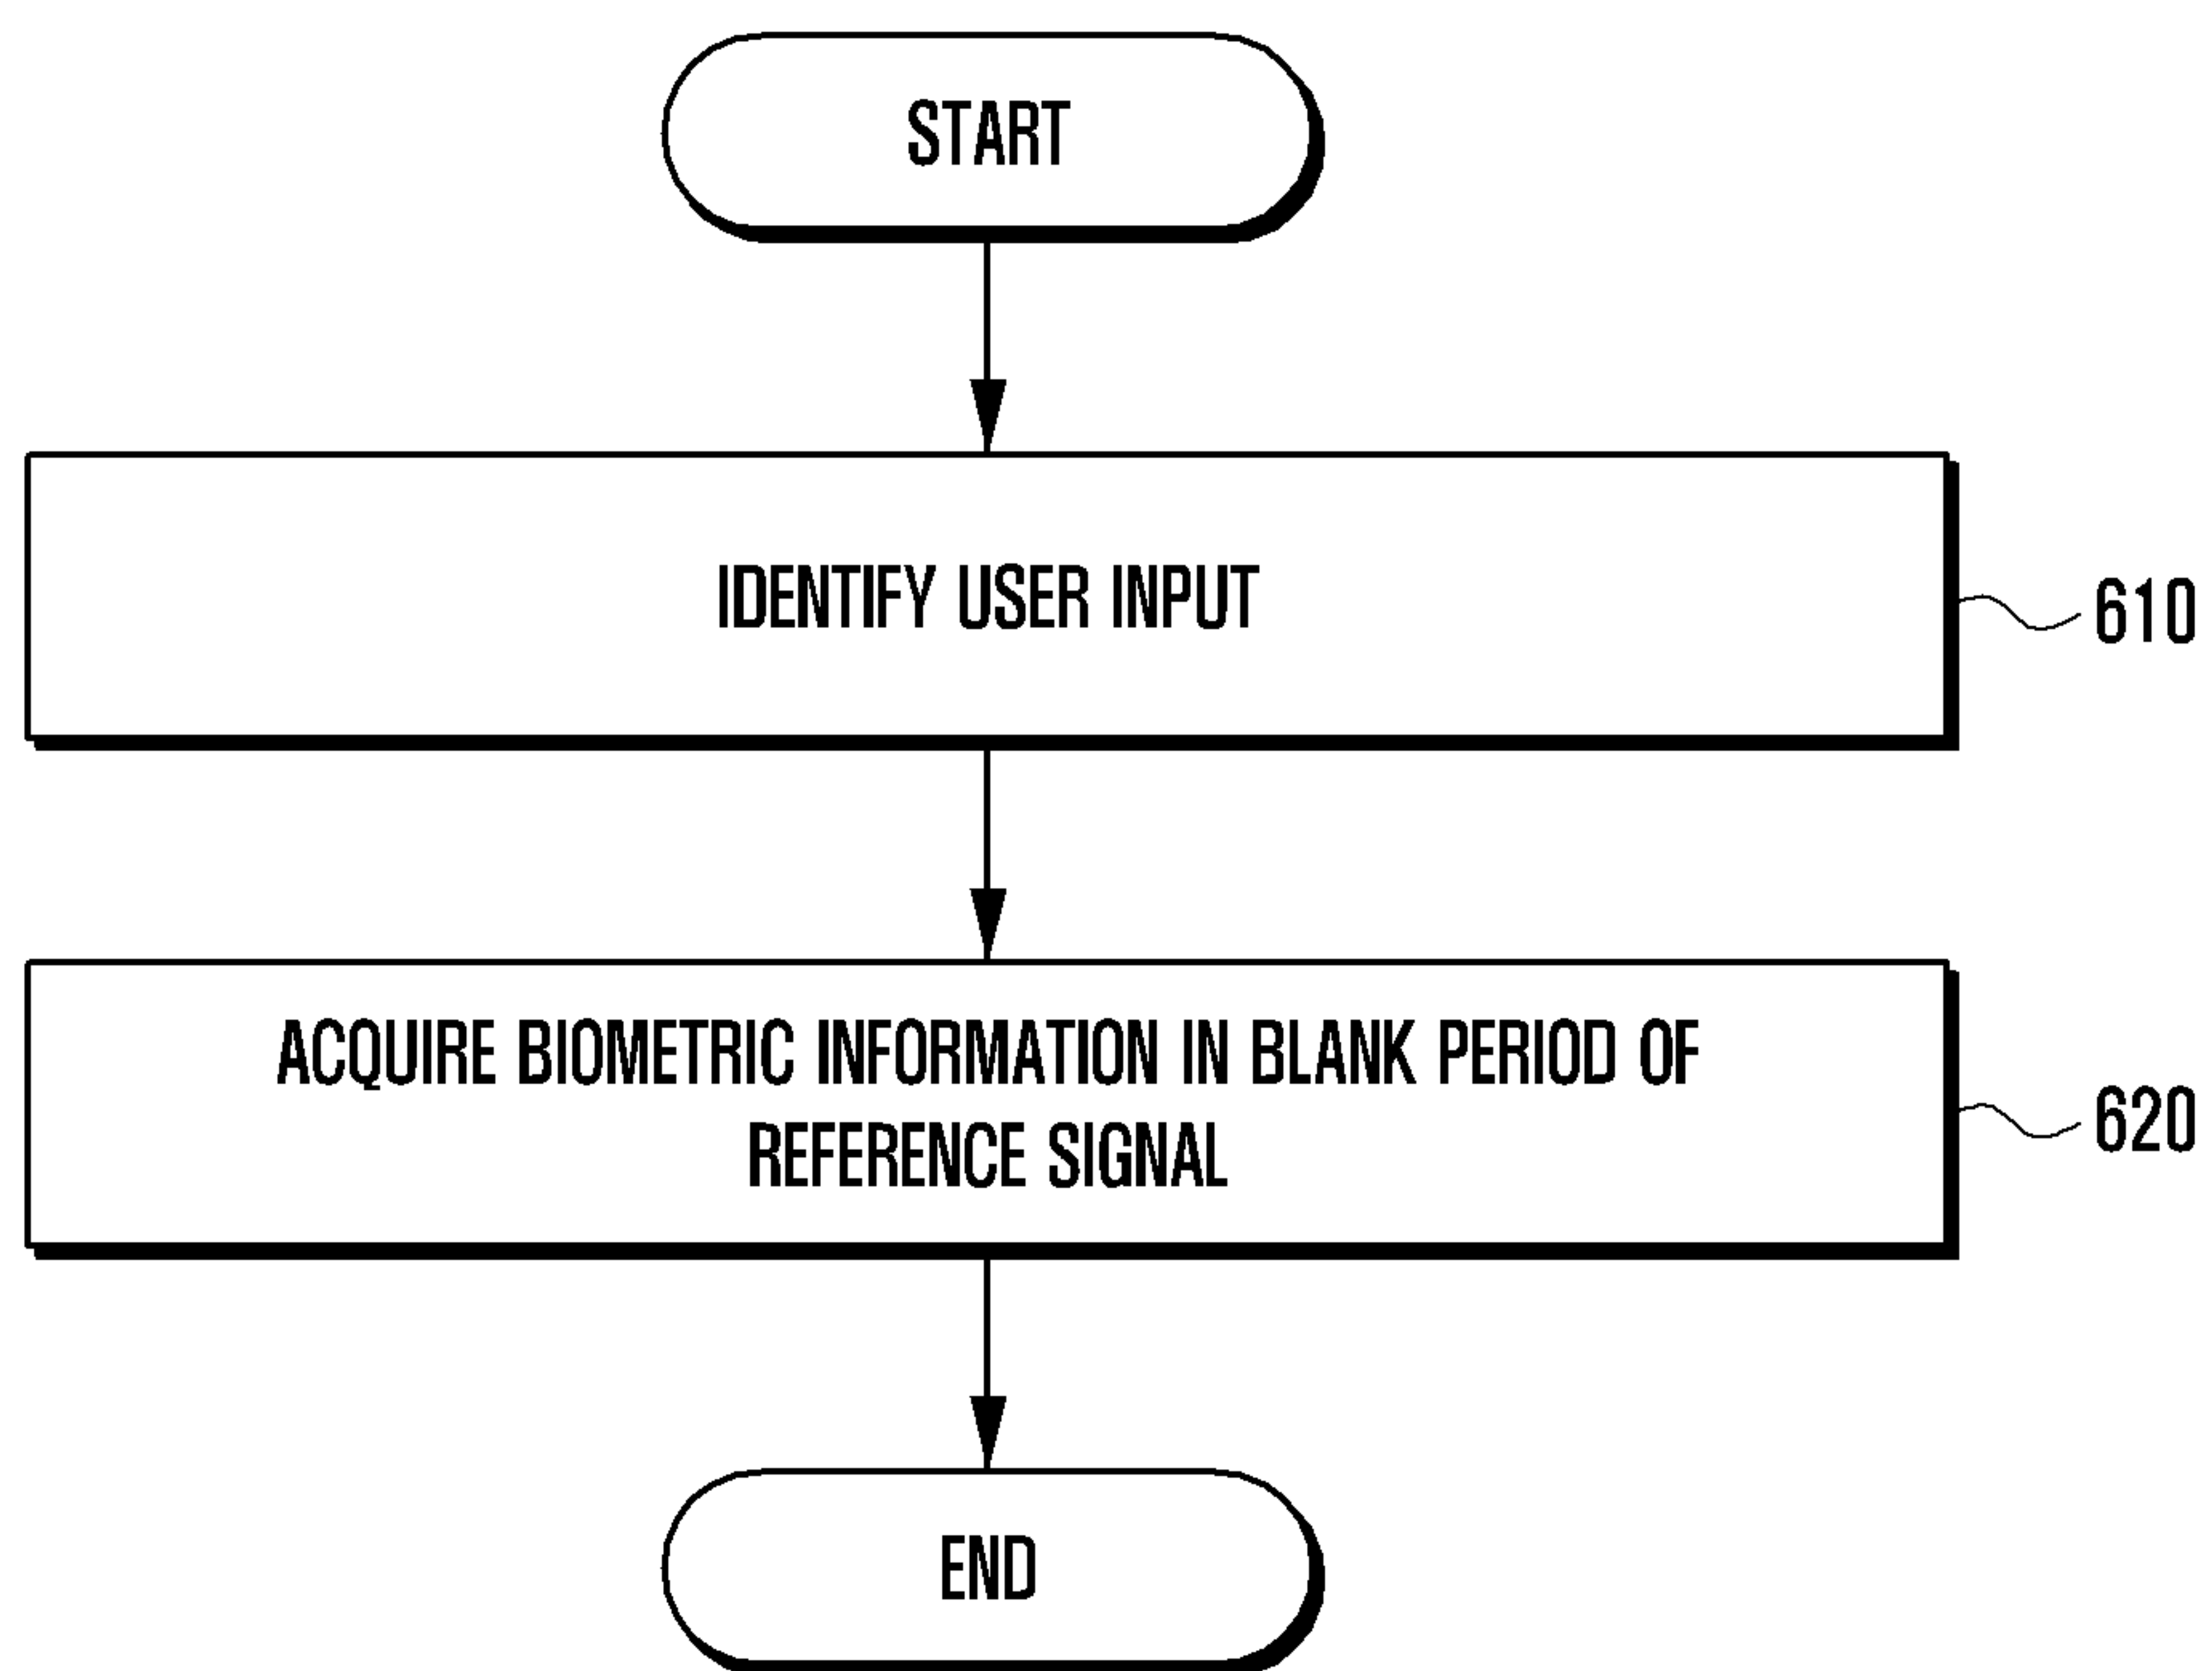 START
IDENTIFY USER INPUT
610
ACQUIRE BIOMETRIC INFORMATION IN BLANK PERIOD OF
REFERENCE SIGNAL
620
END